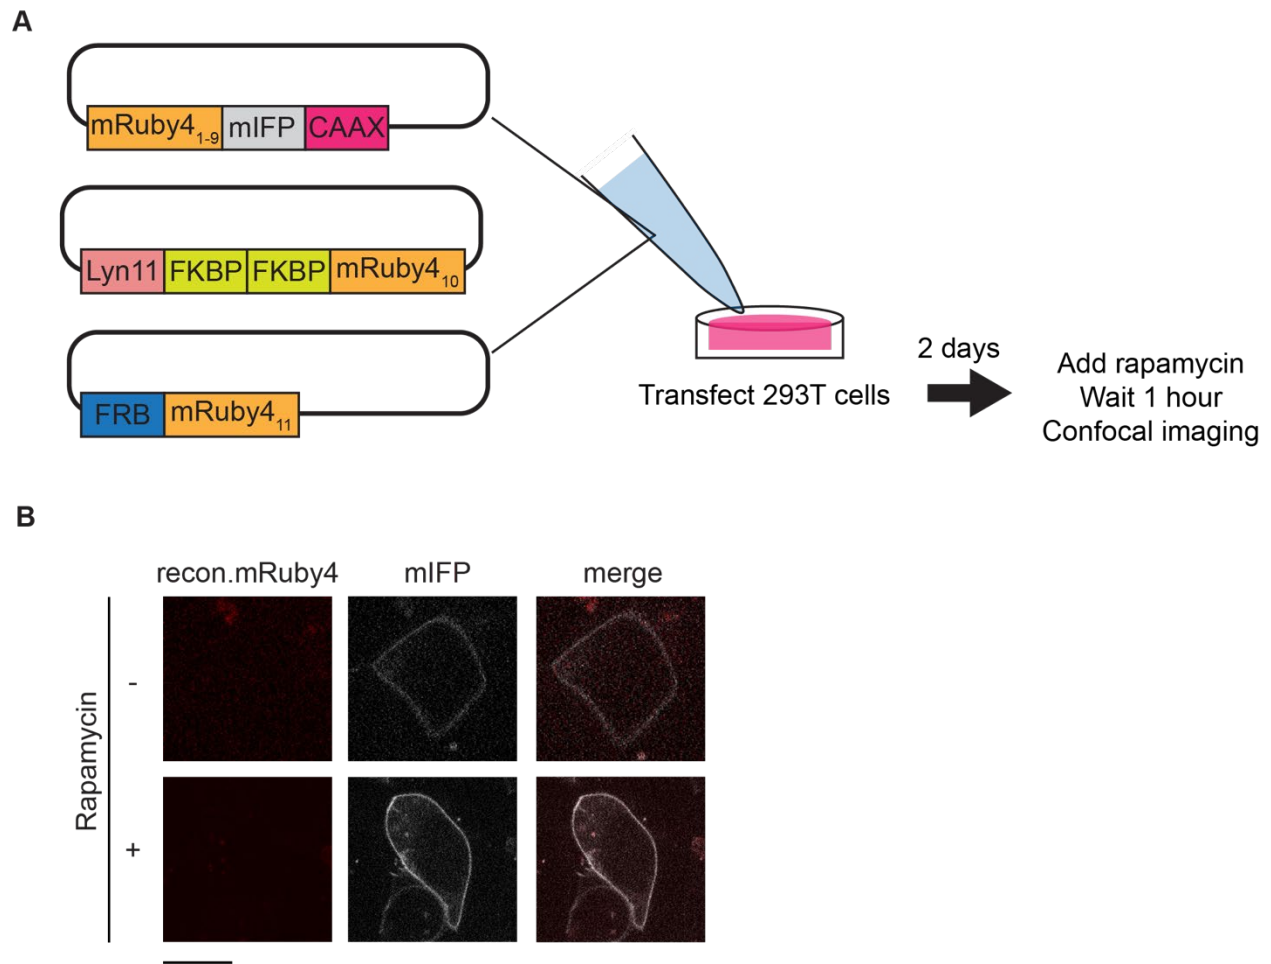 A
mRuby4 1-9 mIFP CAAX
Lyn11 FKBP FKBP mRuby4 10
FRB mRuby4 11
Transfect 293T cells
2 days
Add rapamycin
Wait 1 hour
Confocal imaging
B
recon.mRuby4 mIFP merge
Rapamycin
-
+